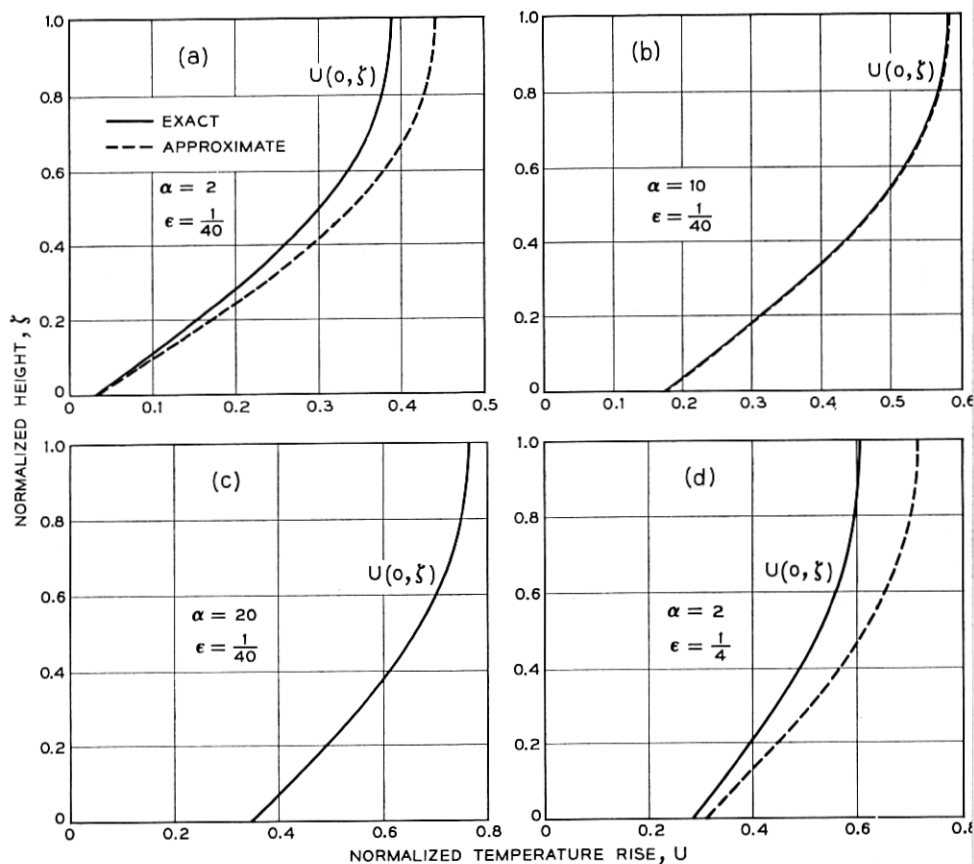 (a)
U(0,ζ)
EXACT
APPROXIMATE
α = 2
ϵ = 1/40
1.0
0.8
0.6
0.4
0.2
0
0 0.1 0.2 0.3 0.4 0.5
(b)
U(0,ζ)
α = 10
ϵ = 1/40
1.0
0.8
0.6
0.4
0.2
0
0 0.1 0.2 0.3 0.4 0.5 0.6
(c)
U(0,ζ)
α = 20
ϵ = 1/40
1.0
0.8
0.6
0.4
0.2
0
0 0.2 0.4 0.6 0.8
(d)
U(0,ζ)
α = 2
ϵ = 1/4
1.0
0.8
0.6
0.4
0.2
0
0 0.2 0.4 0.6 0.8
NORMALIZED HEIGHT, ζ
NORMALIZED TEMPERATURE RISE, U